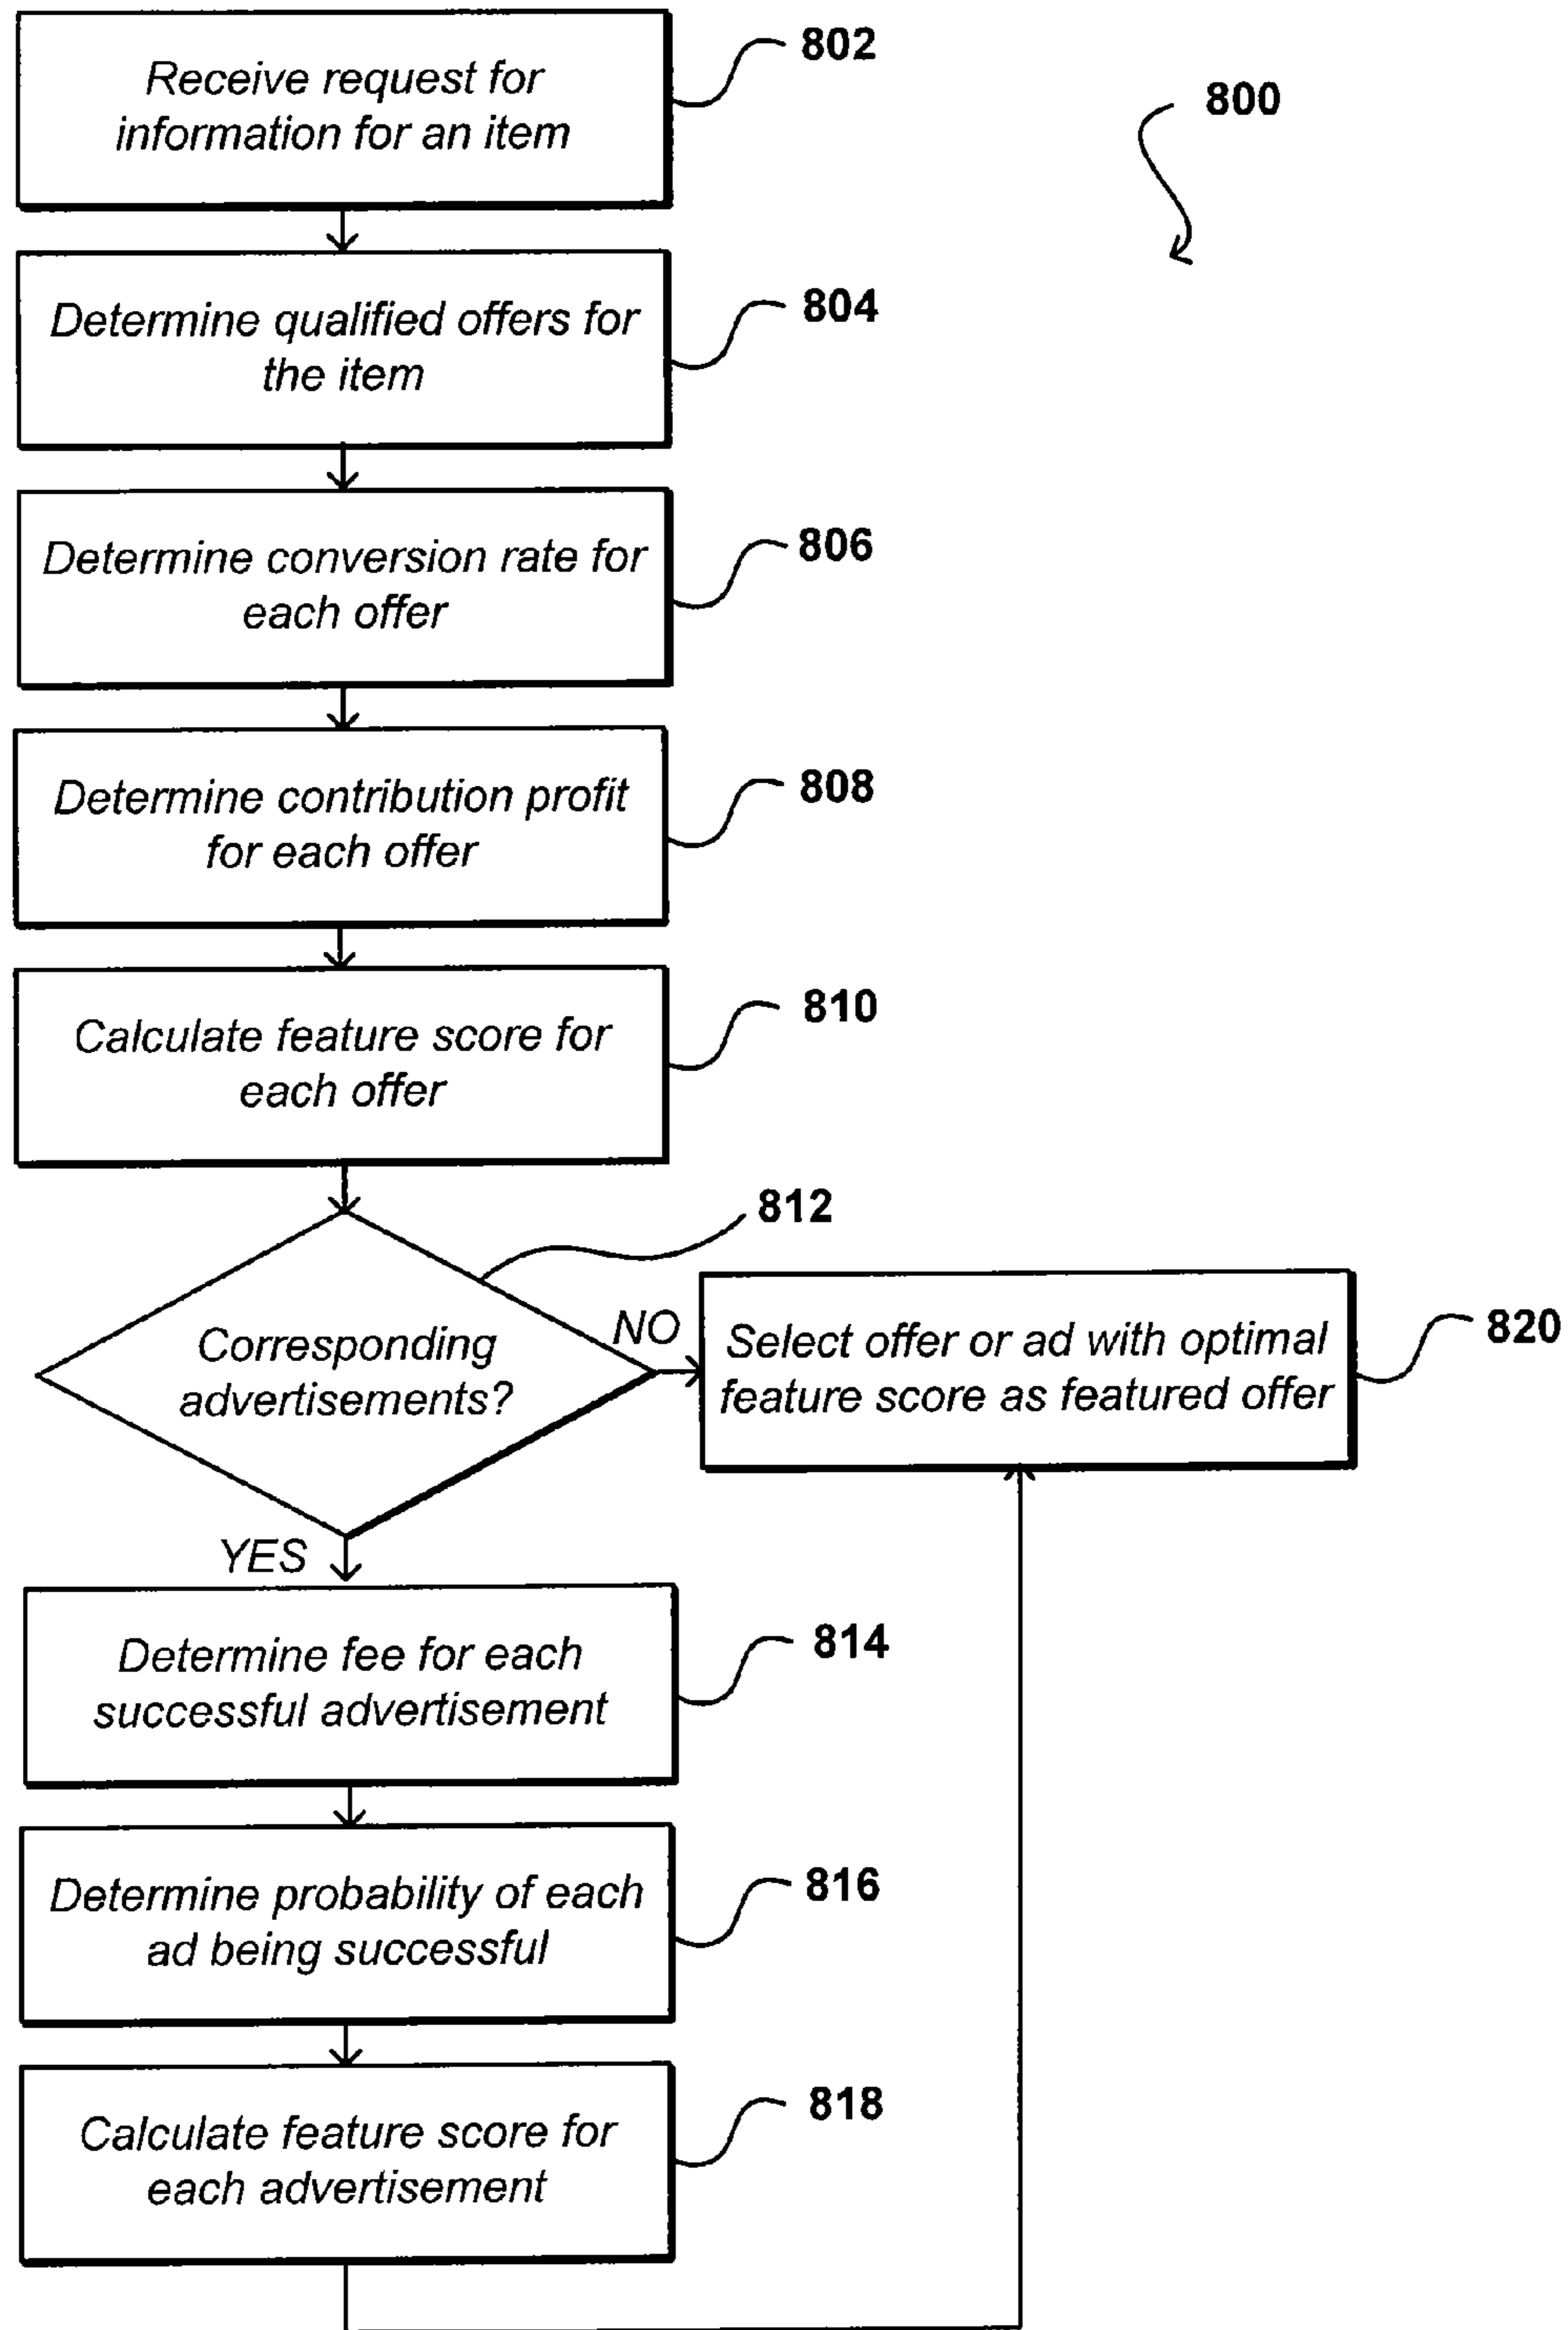 Receive request for
information for an item
802
800
Determine qualified offers for
the item
804
Determine conversion rate for
each offer
806
Determine contribution profit
for each offer
808
Calculate feature score for
each offer
810
812
Corresponding
advertisements?
NO
Select offer or ad with optimal
feature score as featured offer
820
YES
Determine fee for each
successful advertisement
814
Determine probability of each
ad being successful
816
Calculate feature score for
each advertisement
818